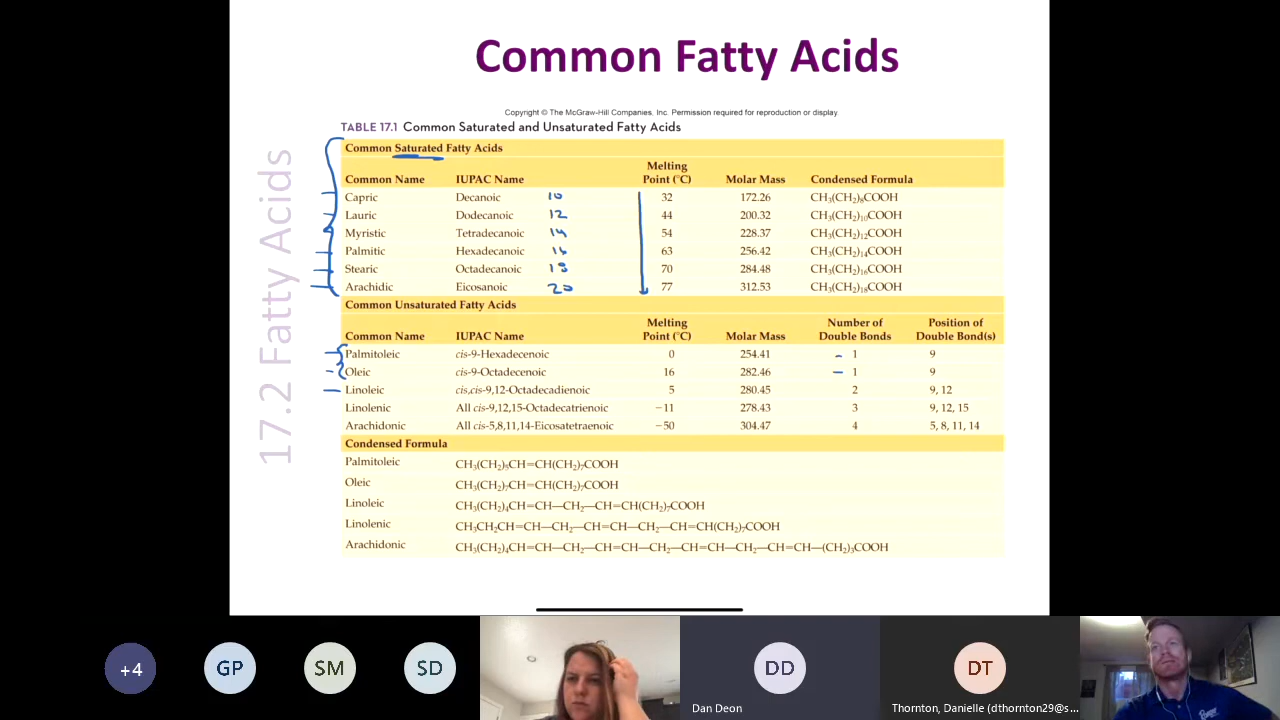 Common Fatty Acids
Copyright © The McGraw-Hill Companies, Inc. Permission required for reproduction or display.
17.2 Fatty Acids
TABLE 17.1 Common Saturated and Unsaturated Fatty Acids
Common Saturated Fatty Acids
Common Name IUPAC Name Melting Point (°C) Molar Mass Condensed Formula
Capric Decanoic 10 32 172.26 CH₃(CH₂)₈COOH
Lauric Dodecanoic 12 44 200.32 CH₃(CH₂)₁₀COOH
Myristic Tetradecanoic 14 54 228.37 CH₃(CH₂)₁₂COOH
Palmitic Hexadecanoic 16 63 256.42 CH₃(CH₂)₁₄COOH
Stearic Octadecanoic 18 70 284.48 CH₃(CH₂)₁₆COOH
Arachidic Eicosanoic 20 77 312.53 CH₃(CH₂)₁₈COOH
Common Unsaturated Fatty Acids
Common Name IUPAC Name Melting Point (°C) Molar Mass Number of Double Bonds Position of Double Bond(s)
Palmitoleic cis-9-Hexadecenoic 0 254.41 1 9
Oleic cis-9-Octadecenoic 16 282.46 1 9
Linoleic cis,cis-9,12-Octadecadienoic 5 280.45 2 9, 12
Linolenic All cis-9,12,15-Octadecatrienoic −11 278.43 3 9, 12, 15
Arachidonic All cis-5,8,11,14-Eicosatetraenoic −50 304.47 4 5, 8, 11, 14
Condensed Formula
Palmitoleic CH₃(CH₂)₅CH=CH(CH₂)₇COOH
Oleic CH₃(CH₂)₇CH=CH(CH₂)₇COOH
Linoleic CH₃(CH₂)₄CH=CH—CH₂—CH=CH(CH₂)₇COOH
Linolenic CH₃CH₂CH=CH—CH₂—CH=CH—CH₂—CH=CH(CH₂)₇COOH
Arachidonic CH₃(CH₂)₄CH=CH—CH₂—CH=CH—CH₂—CH=CH—CH₂—CH=CH—(CH₂)₃COOH
+4 GP SM SD DD DT
Dan Deon Thornton, Danielle (dthornton29@s...